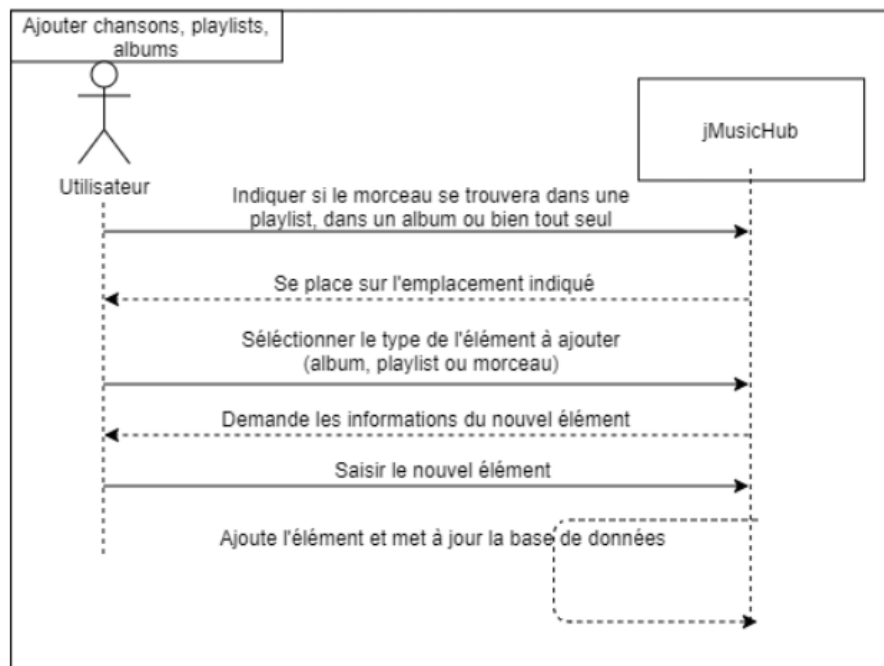 Ajouter chansons, playlists,
albums
jMusicHub
Utilisateur
Indiquer si le morceau se trouvera dans une
playlist, dans un album ou bien tout seul
Se place sur l'emplacement indiqué
Séléctionner le type de l'élément à ajouter
(album, playlist ou morceau)
Demande les informations du nouvel élément
Saisir le nouvel élément
Ajoute l'élément et met à jour la base de données